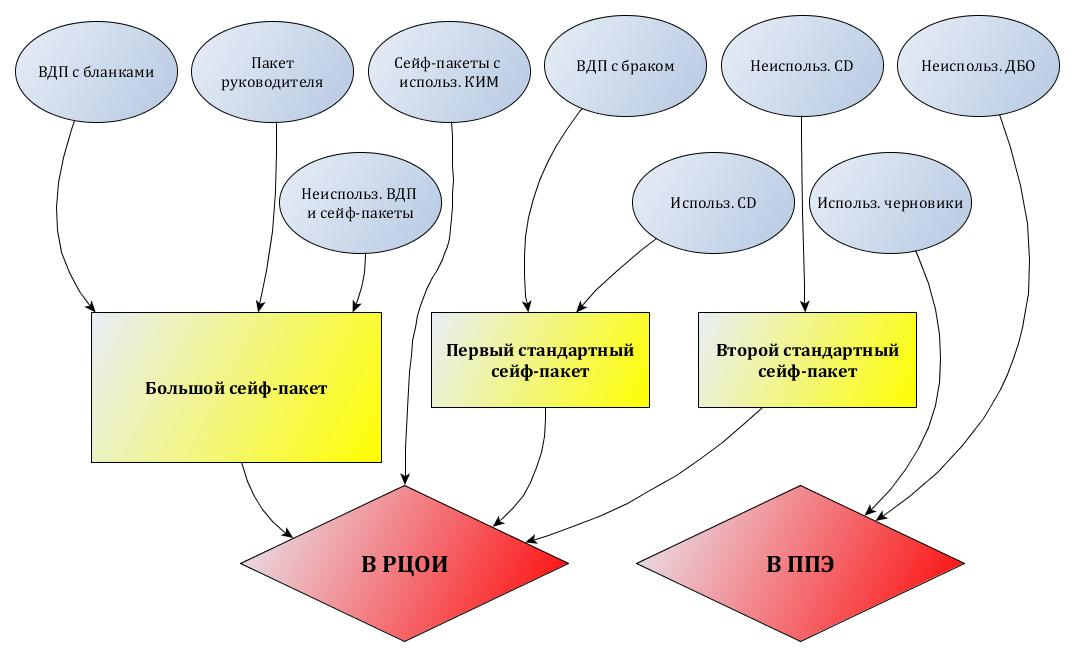 ВДП с бланками
Пакет
руководителя
Сейф-пакеты с
использ. КИМ
ВДП с браком
Неиспольз. CD
Неиспольз. ДБО
Неиспольз. ВДП
и сейф-пакеты
Использ. CD
Использ. черновики
Большой сейф-пакет
Первый стандартный
сейф-пакет
Второй стандартный
сейф-пакет
В РЦОИ
В ППЭ